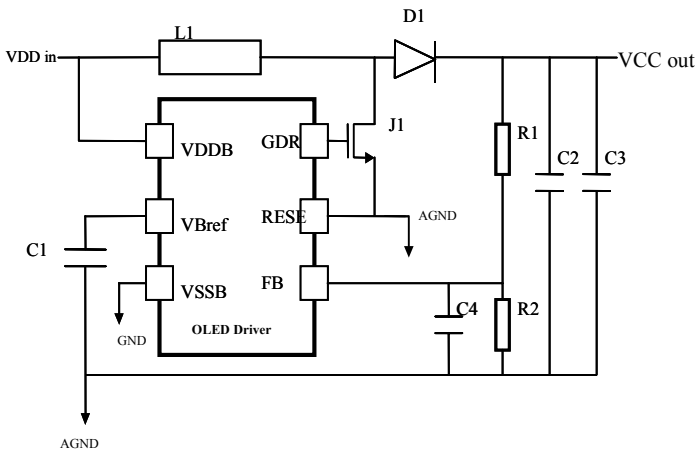 D1
L1
VDD in
VCC out
J1
VDDB
GDR
R1
C2
C3
VBref
RESE
AGND
C1
FB
VSSB
C4
R2
OLED Driver
GND
AGND